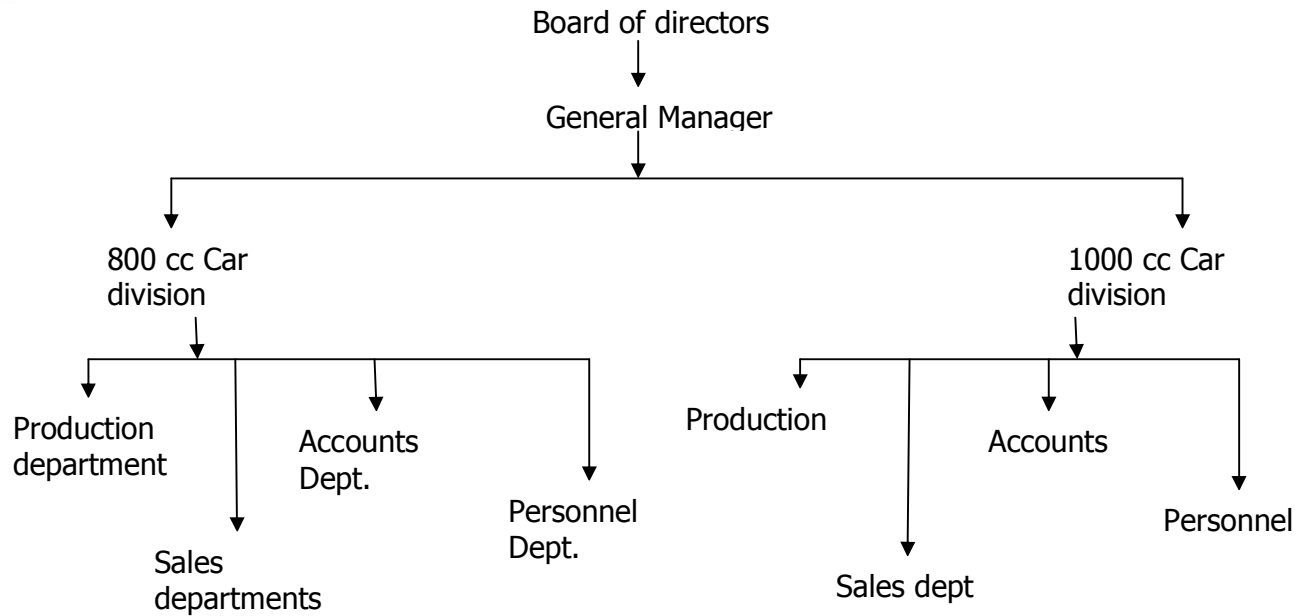 Board of directors
General Manager
800 cc Car
division
1000 cc Car
division
Production
department
Sales
departments
Accounts
Dept.
Personnel
Dept.
Production
Sales dept
Accounts
Personnel